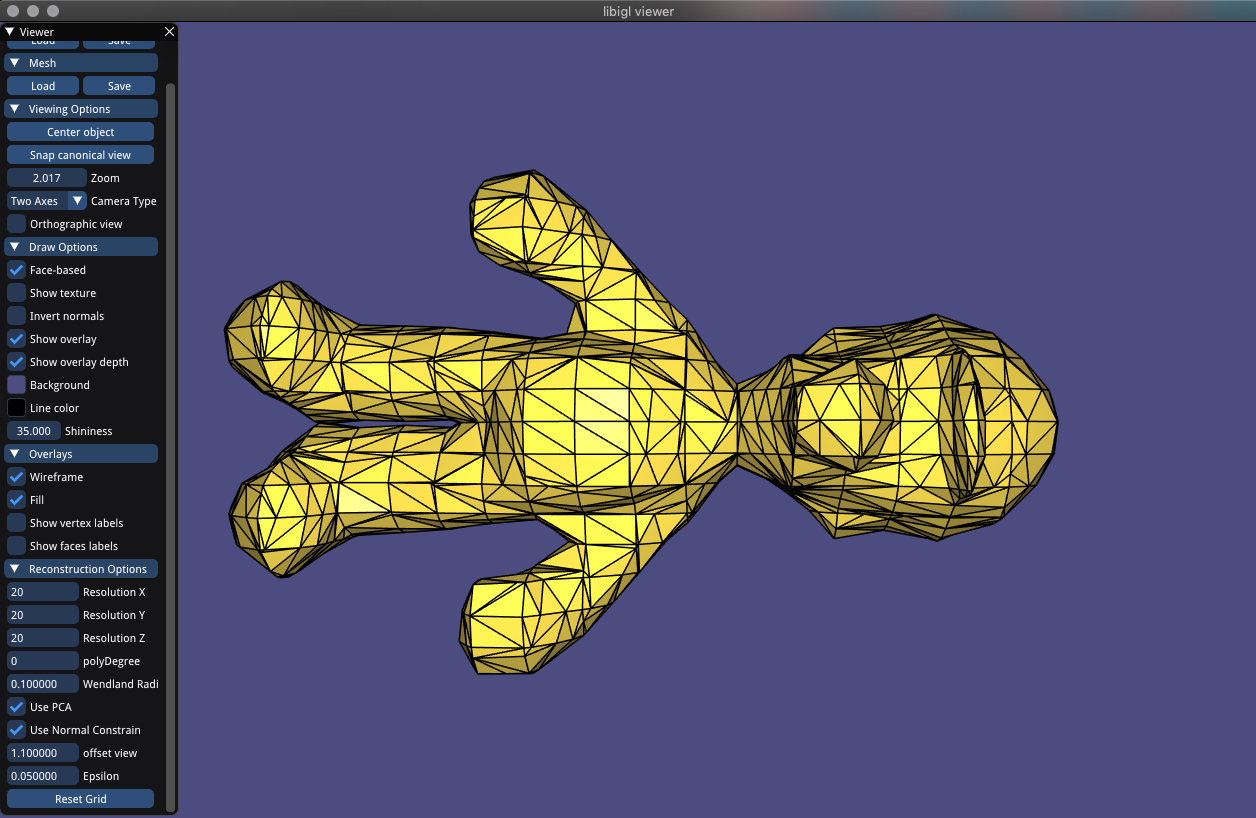 libigl viewer
Viewer
Load Save
Mesh
Load Save
Viewing Options
Center object
Snap canonical view
2.017 Zoom
Two Axes Camera Type
Orthographic view
Draw Options
Face-based
Show texture
Invert normals
Show overlay
Show overlay depth
Background
Line color
35.000 Shininess
Overlays
Wireframe
Fill
Show vertex labels
Show faces labels
Reconstruction Options
20 Resolution X
20 Resolution Y
20 Resolution Z
0 polyDegree
0.100000 Wendland Radi
Use PCA
Use Normal Constrain
1.100000 offset view
0.050000 Epsilon
Reset Grid